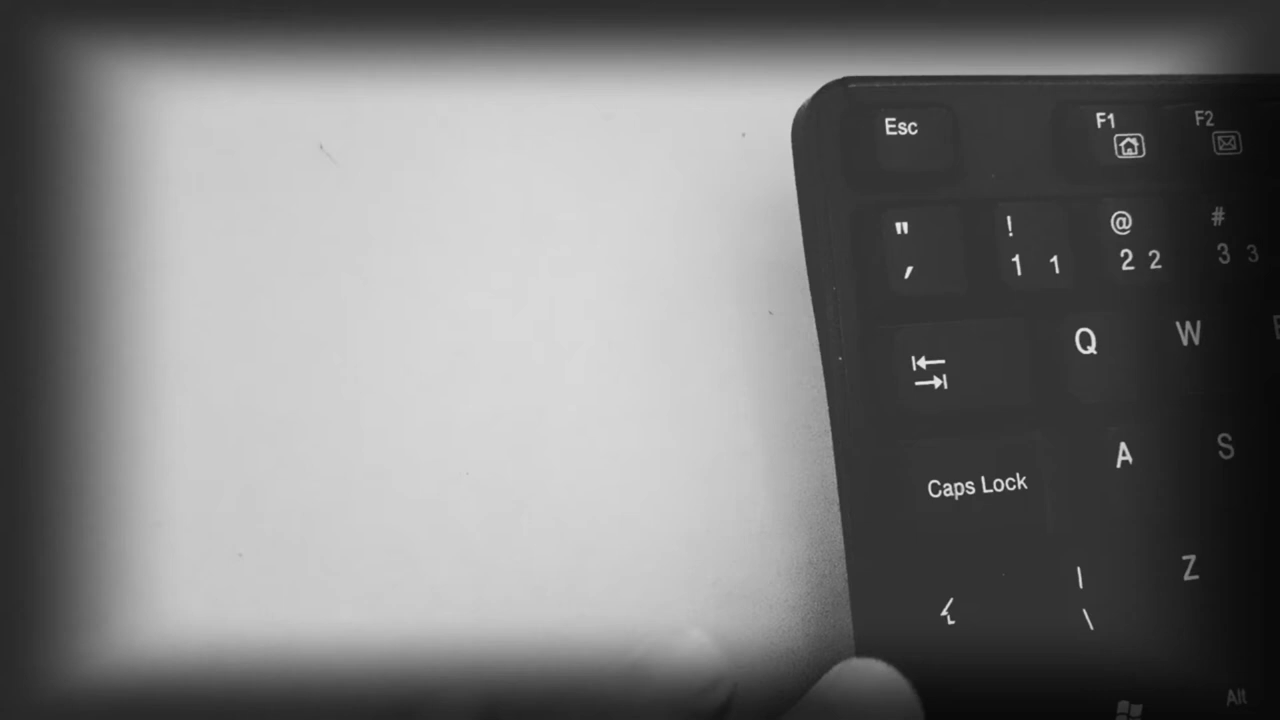 Esc F1 F2
" ! @ #
, 1 1 2 2 3 3
Q W
A S
Caps Lock
| Z
\
Alt